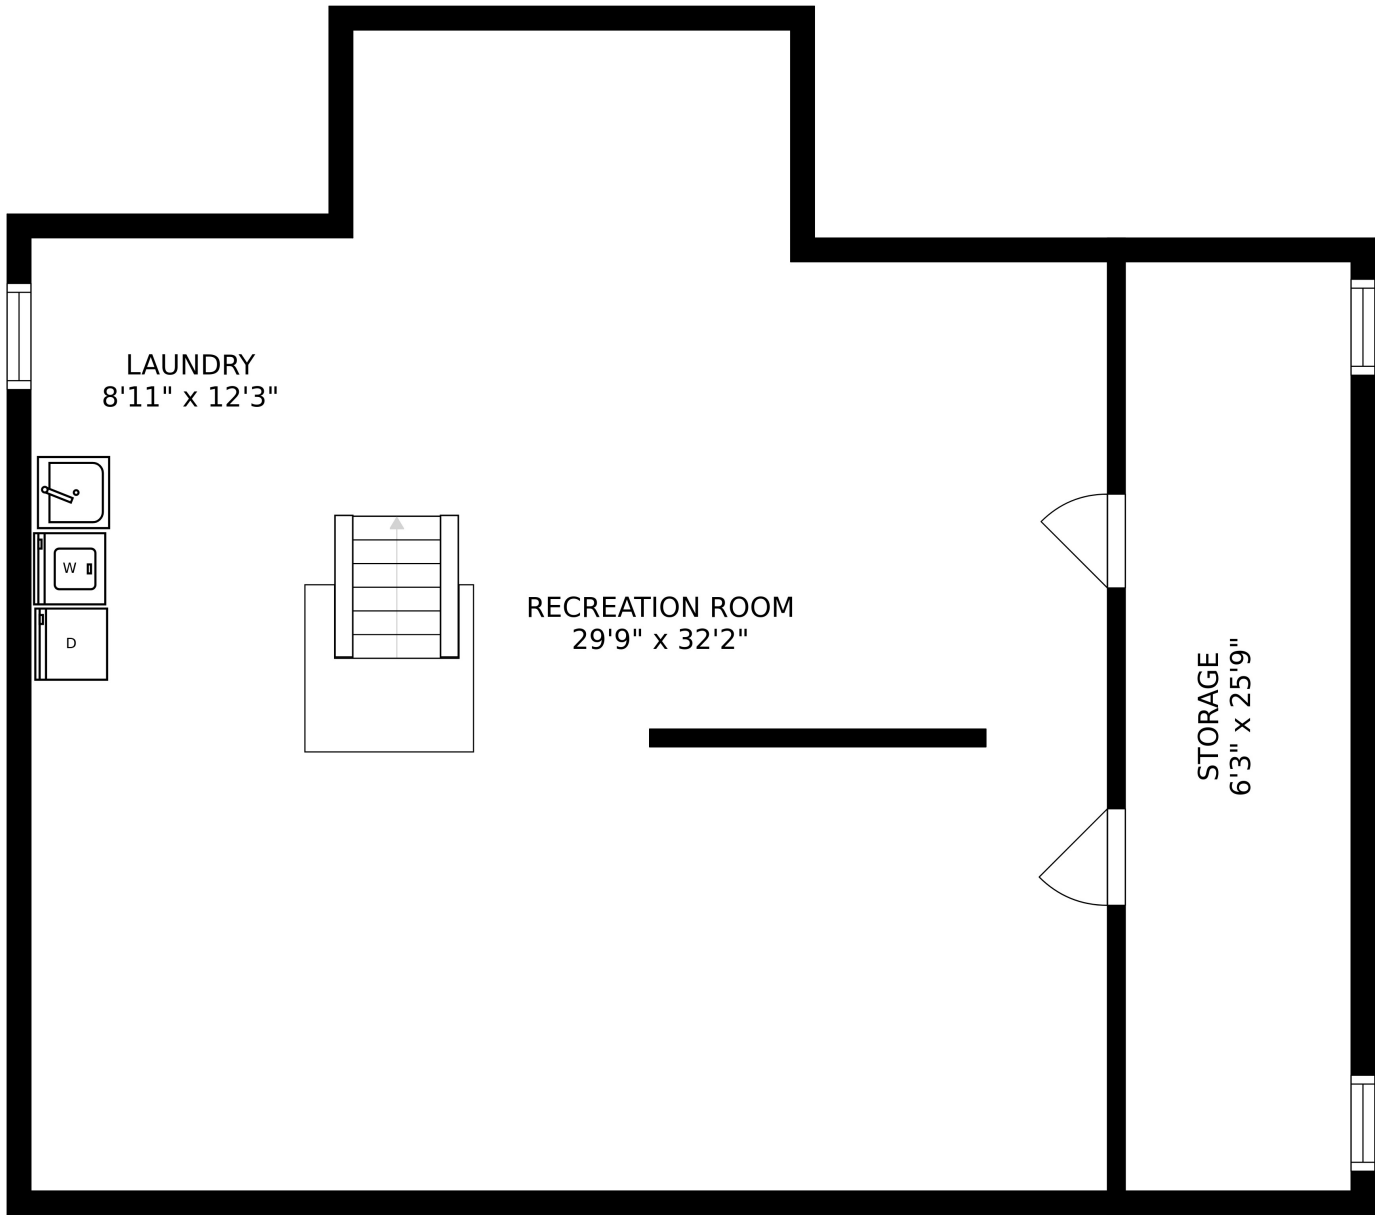 LAUNDRY
8'11" x 12'3"
W
D
RECREATION ROOM
29'9" x 32'2"
STORAGE
6'3" x 25'9"